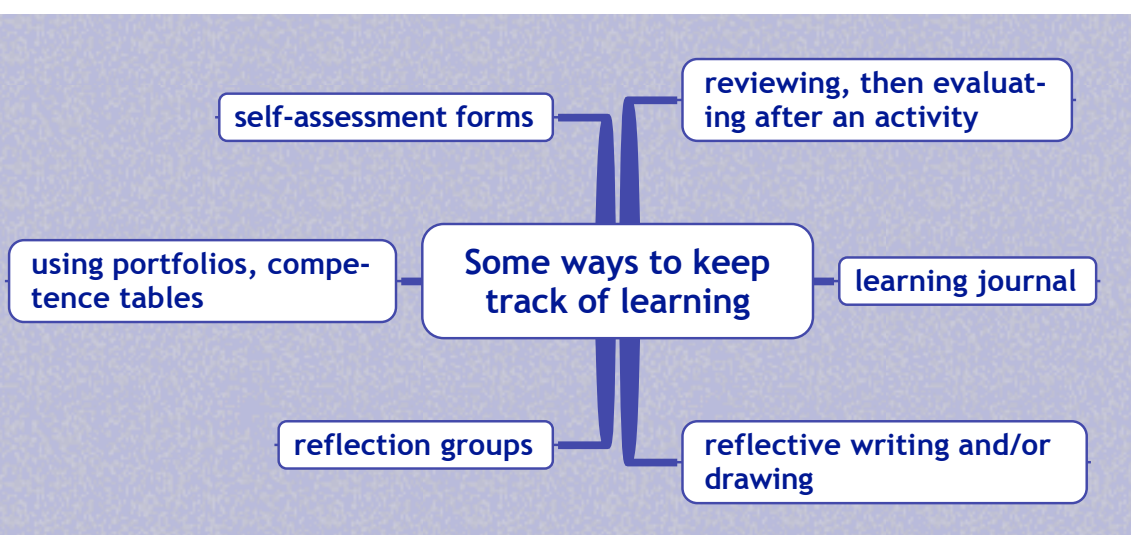 self-assessment forms
reviewing, then evaluat-
ing after an activity
using portfolios, compe-
tence tables
Some ways to keep
track of learning
learning journal
reflection groups
reflective writing and/or
drawing